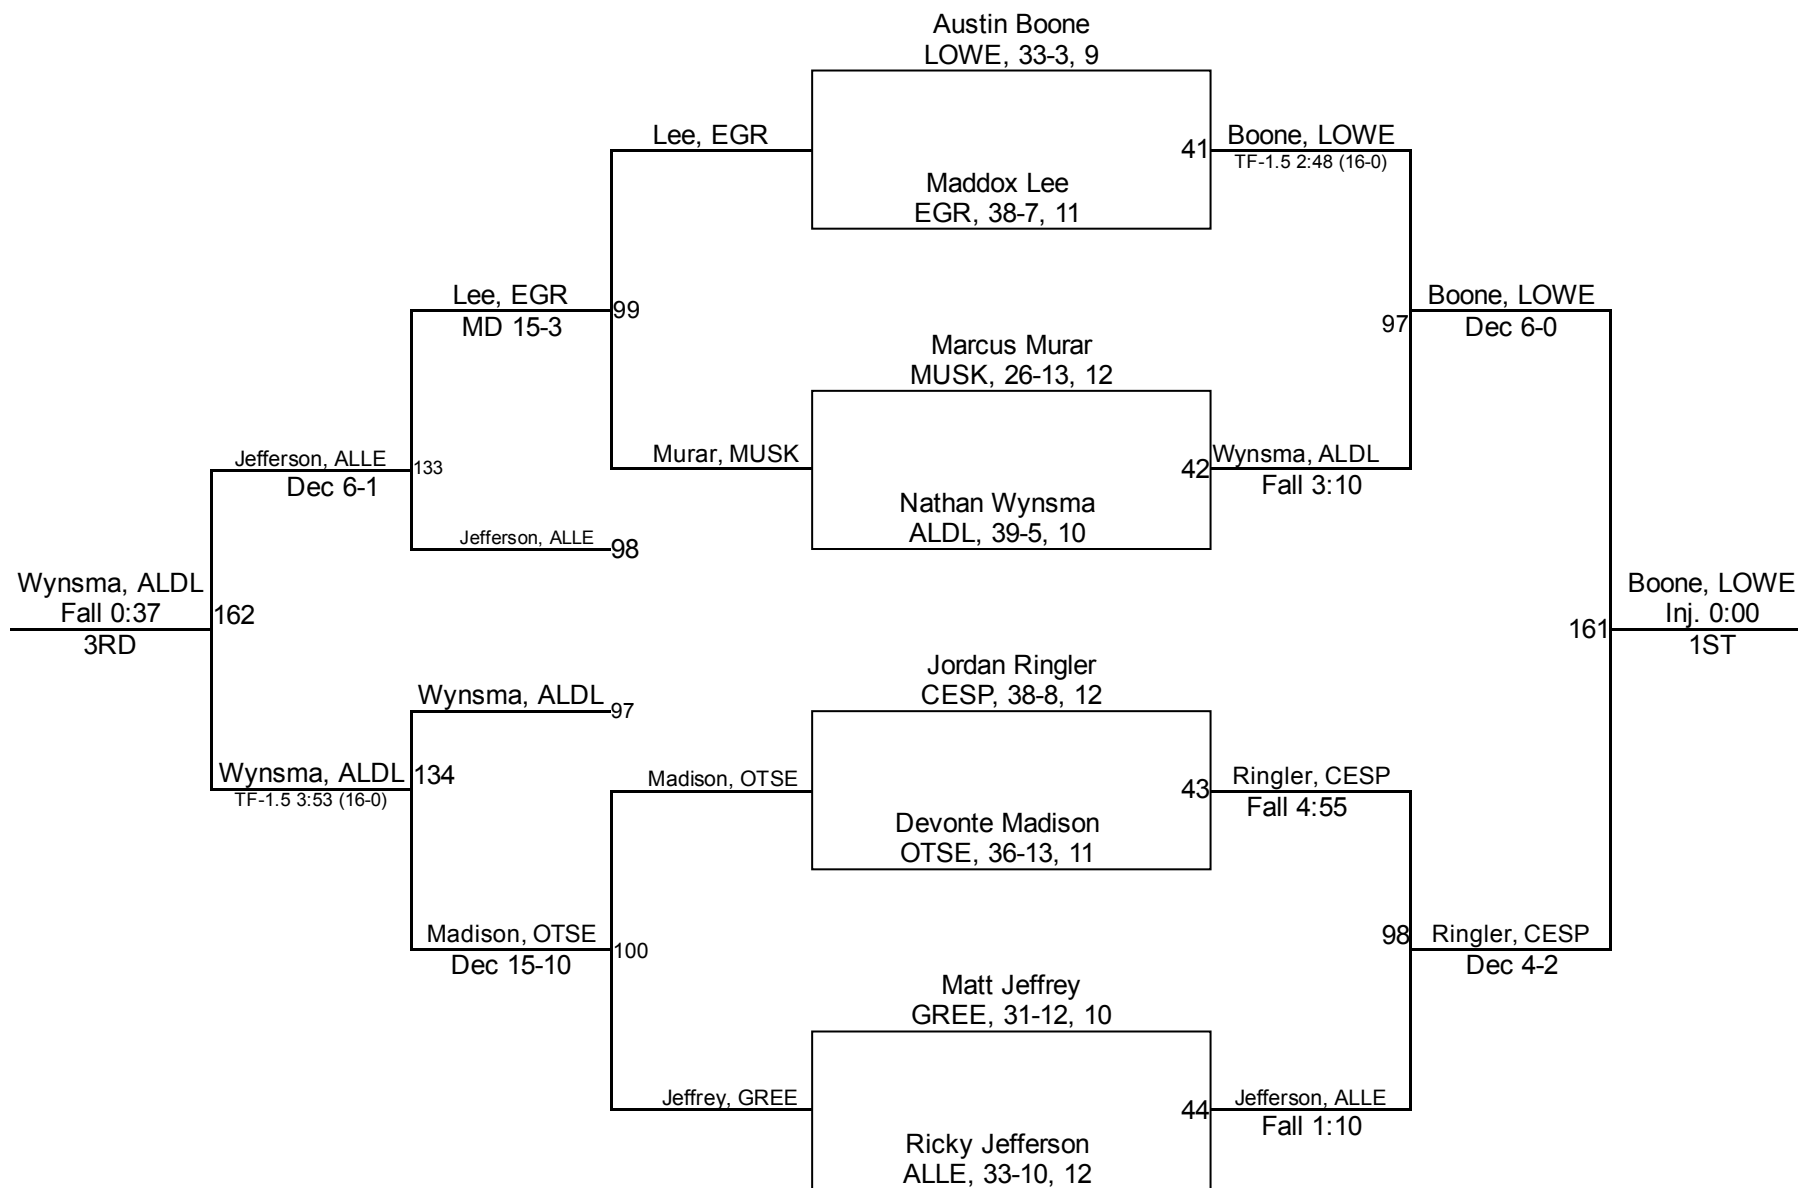 Austin Boone
LOWE, 33-3, 9
Lee, EGR
41
Boone, LOWE
TF-1.5 2:48 (16-0)
Maddox Lee
EGR, 38-7, 11
Lee, EGR
MD 15-3
99
Boone, LOWE
97
Dec 6-0
Marcus Murar
MUSK, 26-13, 12
Jefferson, ALLE
Dec 6-1
133
Murar, MUSK
42
Wynsma, ALDL
Fall 3:10
Nathan Wynsma
ALDL, 39-5, 10
Jefferson, ALLE
98
Wynsma, ALDL
Fall 0:37
3RD
162
161
Boone, LOWE
Inj. 0:00
1ST
Jordan Ringler
CESP, 38-8, 12
Wynsma, ALDL
97
Wynsma, ALDL
TF-1.5 3:53 (16-0)
134
Madison, OTSE
43
Ringler, CESP
Fall 4:55
Devonte Madison
OTSE, 36-13, 11
Madison, OTSE
Dec 15-10
100
98
Ringler, CESP
Dec 4-2
Matt Jeffrey
GREE, 31-12, 10
Jeffrey, GREE
44
Jefferson, ALLE
Fall 1:10
Ricky Jefferson
ALLE, 33-10, 12